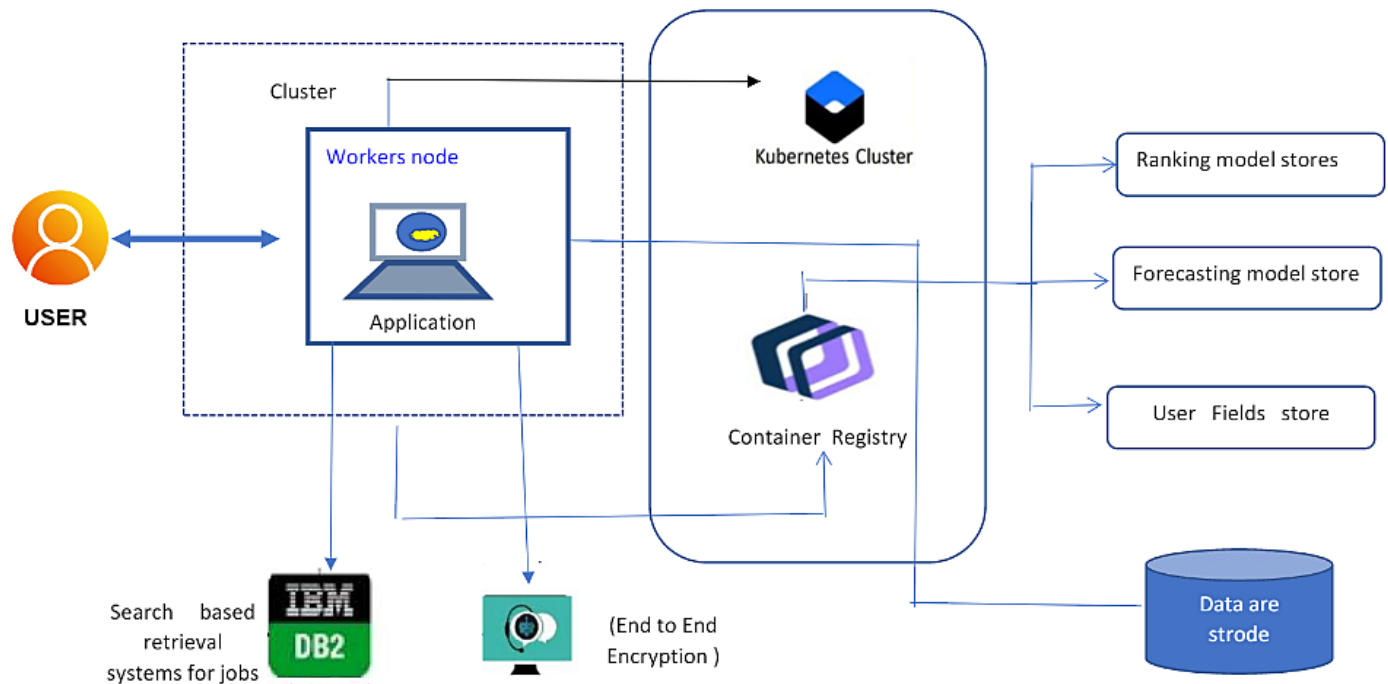 Cluster
Workers node
Application
USER
Kubernetes Cluster
Container Registry
Ranking model stores
Forecasting model store
User Fields store
Search based
retrieval
systems for jobs
IBM
DB2
(End to End
Encryption )
Data are
strode